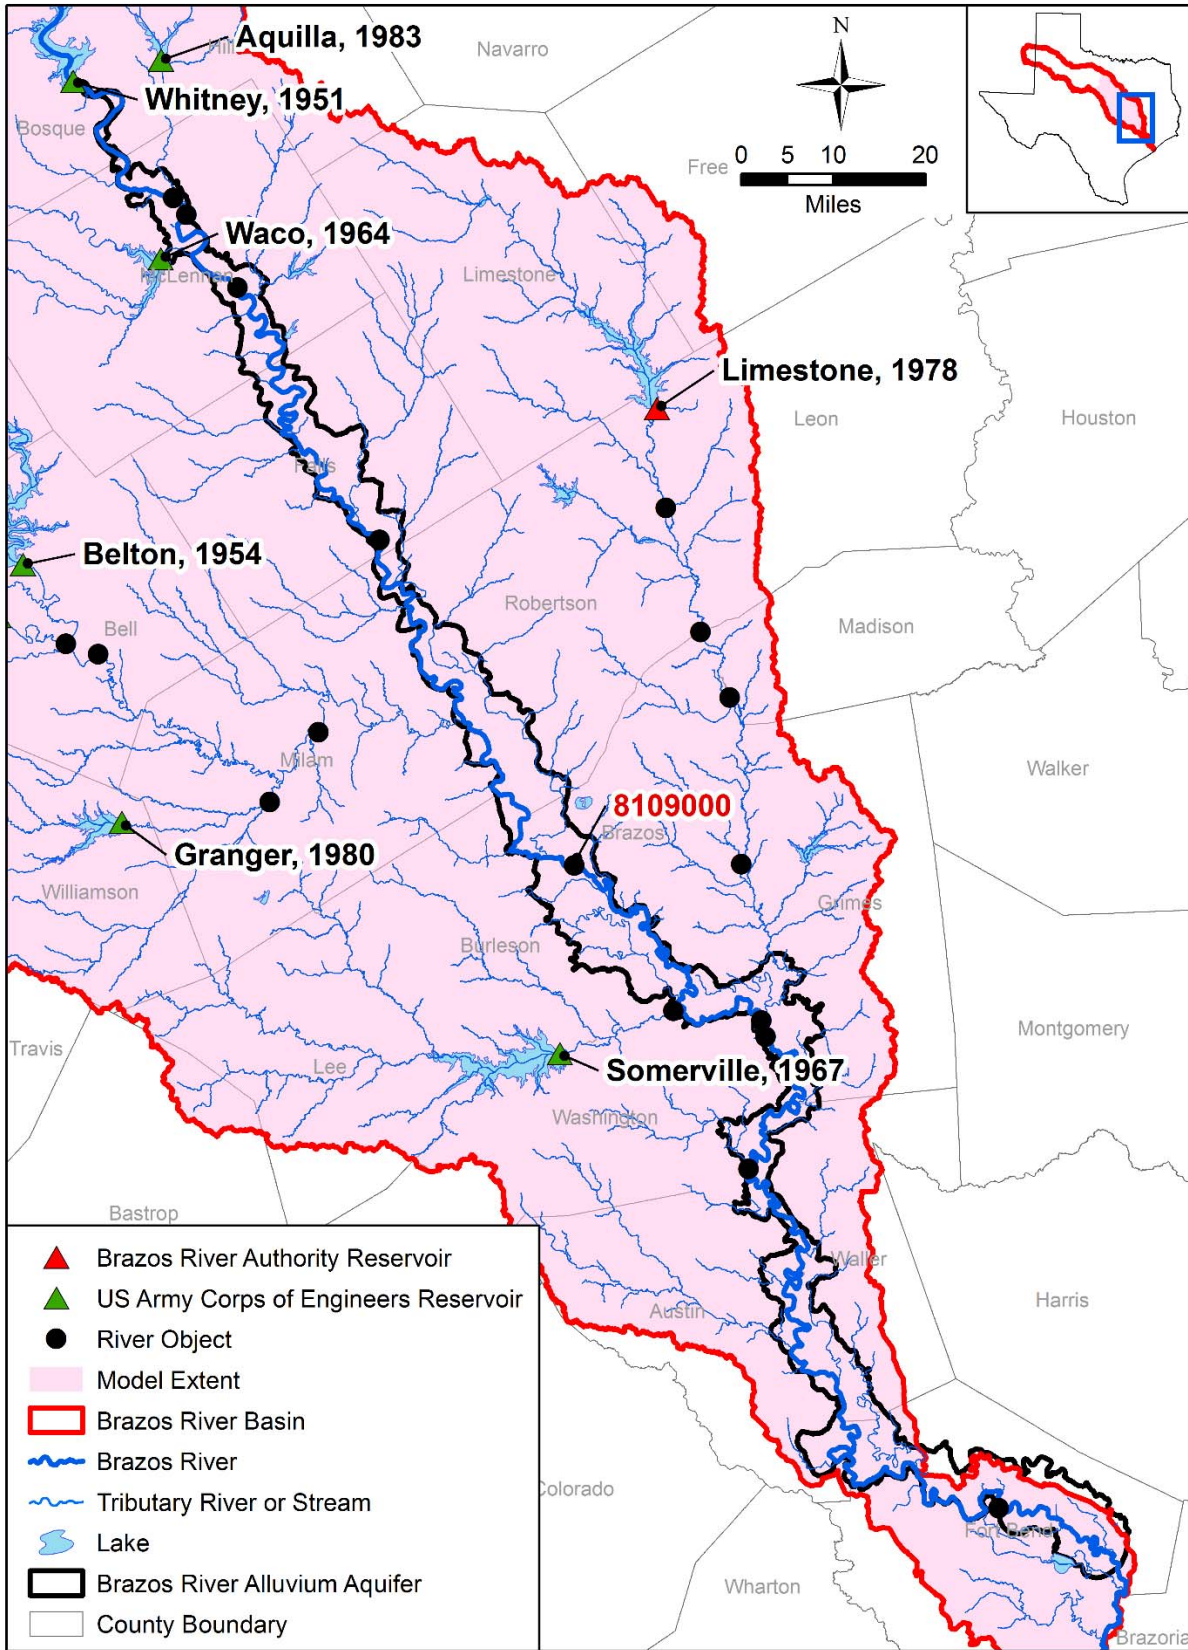 Aquilla, 1983
Hill
Navarro
N
Whitney, 1951
Bosque
Free
0 5 10 20
Miles
Waco, 1964
McLennan
Limestone
Limestone, 1978
Leon
Houston
Falls
Belton, 1954
Robertson
Bell
Madison
Milam
Walker
8109000
Brazos
Granger, 1980
Williamson
Grimes
Burleson
Montgomery
Travis
Lee
Somerville, 1967
Washington
Bastrop
Waller
Austin
Harris
Colorado
Fort Bend
Wharton
Brazoria
Brazos River Authority Reservoir
US Army Corps of Engineers Reservoir
River Object
Model Extent
Brazos River Basin
Brazos River
Tributary River or Stream
Lake
Brazos River Alluvium Aquifer
County Boundary